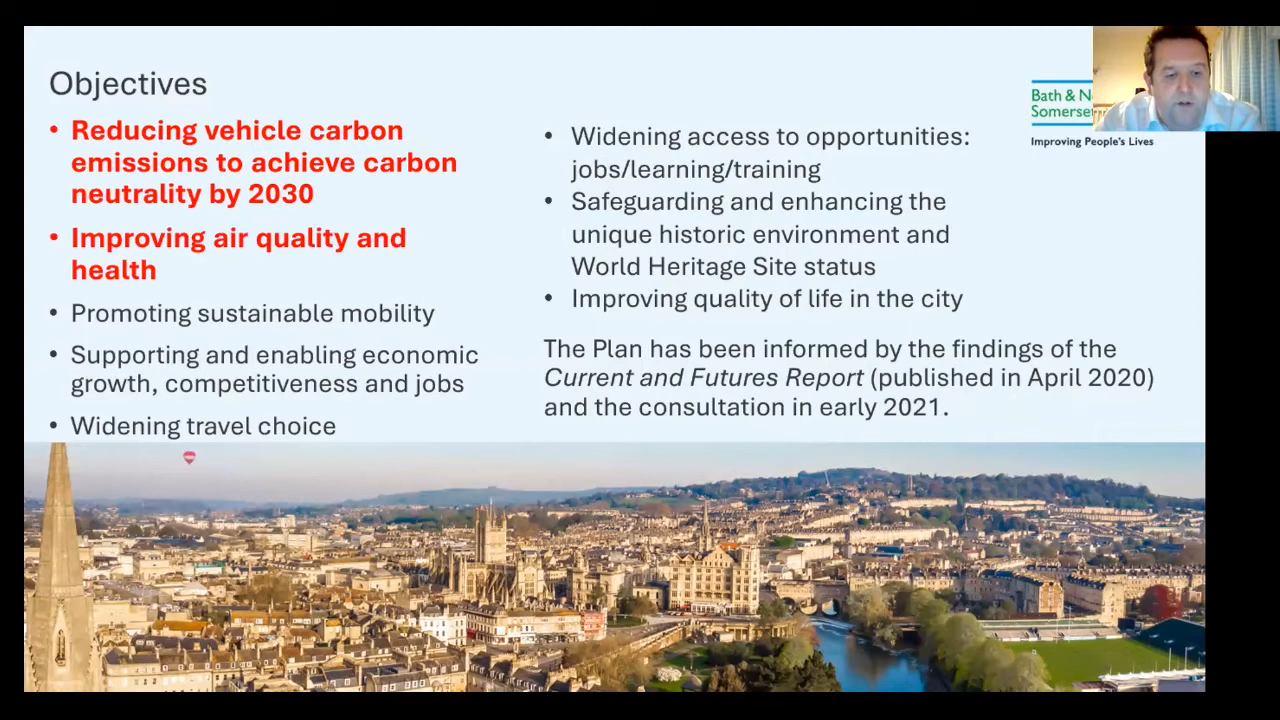 Objectives
• Reducing vehicle carbon
emissions to achieve carbon
neutrality by 2030
• Improving air quality and
health
• Promoting sustainable mobility
• Supporting and enabling economic
growth, competitiveness and jobs
• Widening travel choice
• Widening access to opportunities:
jobs/learning/training
• Safeguarding and enhancing the
unique historic environment and
World Heritage Site status
• Improving quality of life in the city
The Plan has been informed by the findings of the
Current and Futures Report (published in April 2020)
and the consultation in early 2021.
Bath &
Somerse
Improving People's Lives